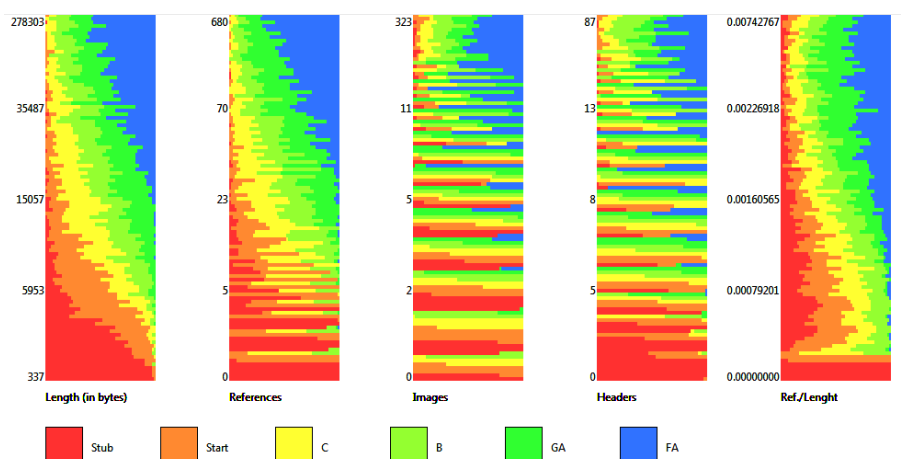 278303 680 323 87 0.00742767
35487 70 11 13 0.00226918
15057 23 5 8 0.00160565
5953 5 2 5 0.00079201
337 0 0 0 0.00000000
Length (in bytes) References Images Headers Ref./Lenght
Stub Start C B GA FA